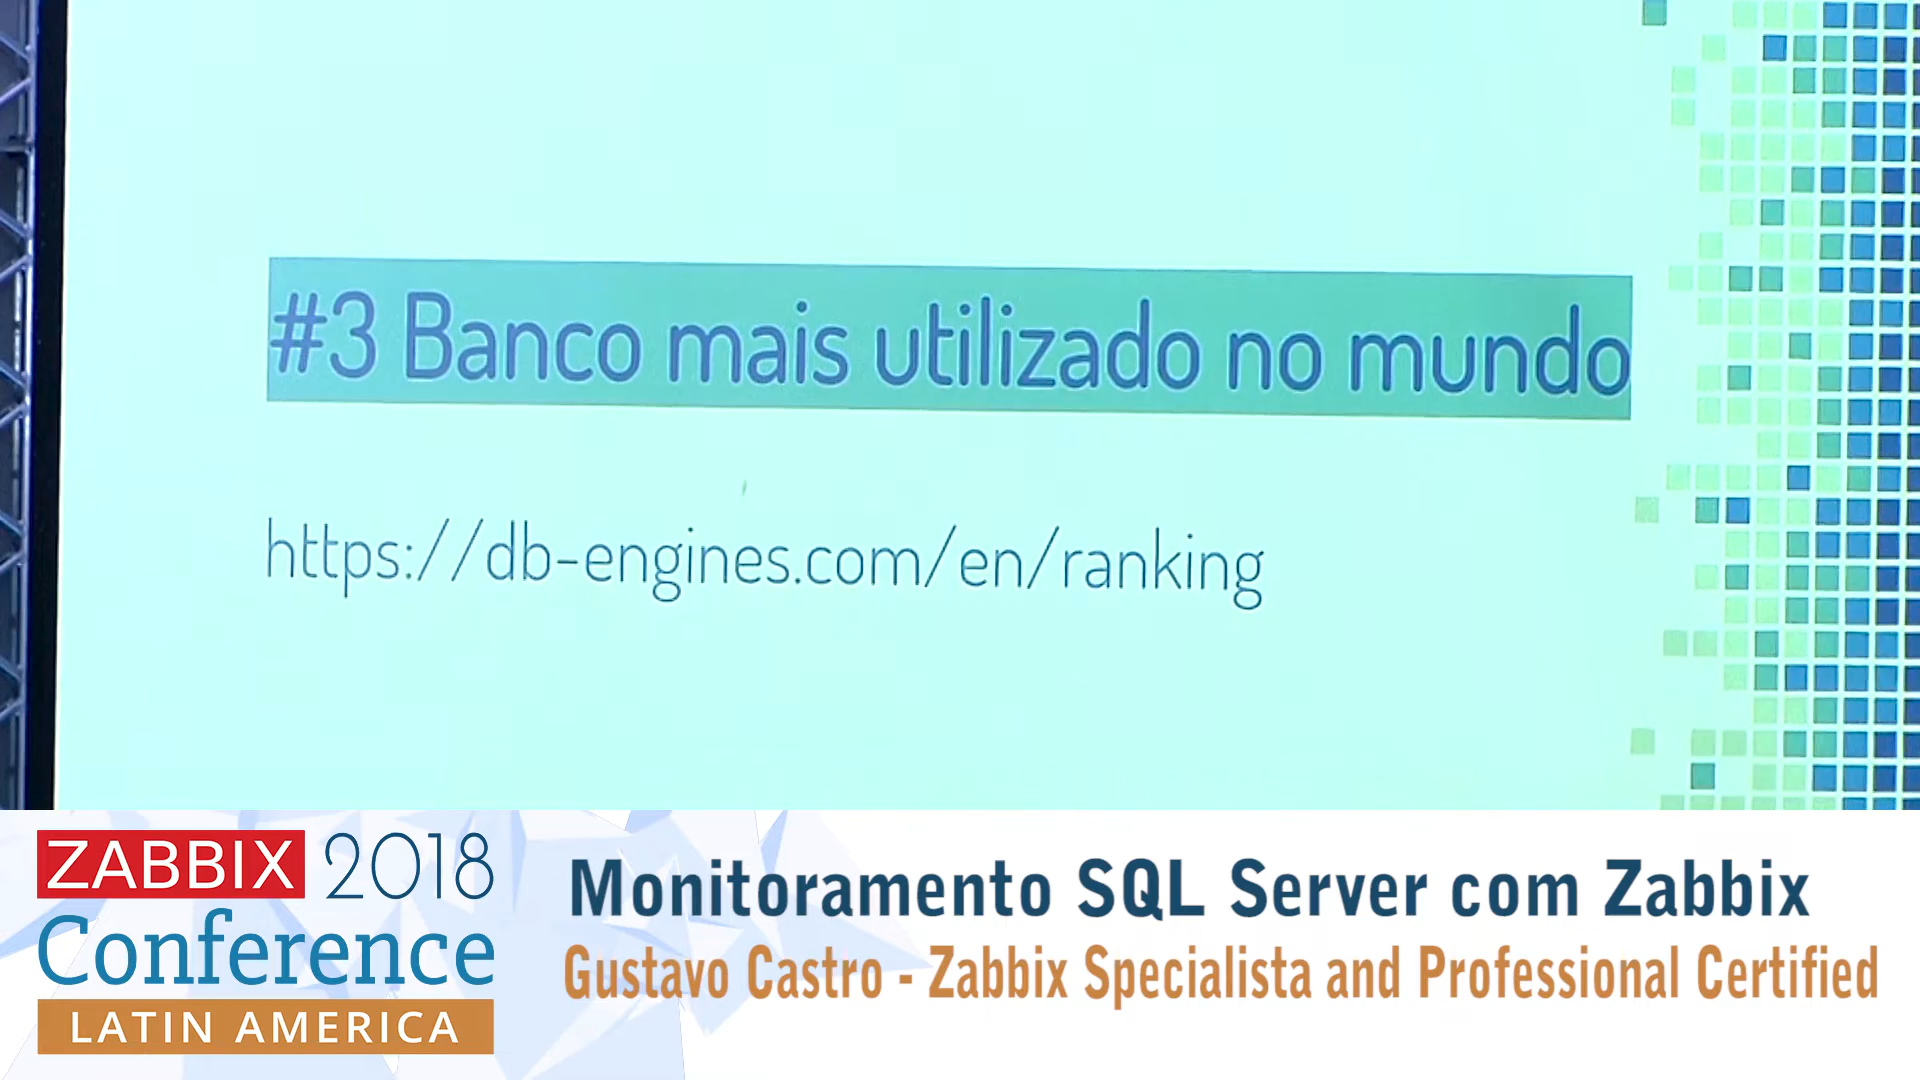 #3 Banco mais utilizado no mundo
https://db-engines.com/en/ranking
ZABBIX 2018
Conference
LATIN AMERICA
Monitoramento SQL Server com Zabbix
Gustavo Castro - Zabbix Specialista and Professional Certified